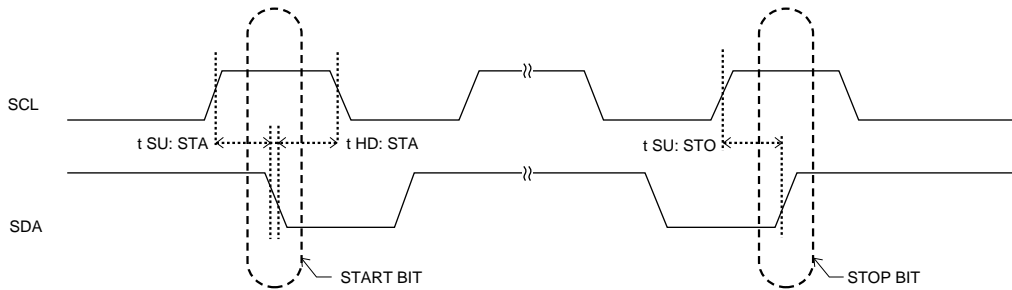 SCL
t SU: STA
t HD: STA
t SU: STO
SDA
START BIT
STOP BIT